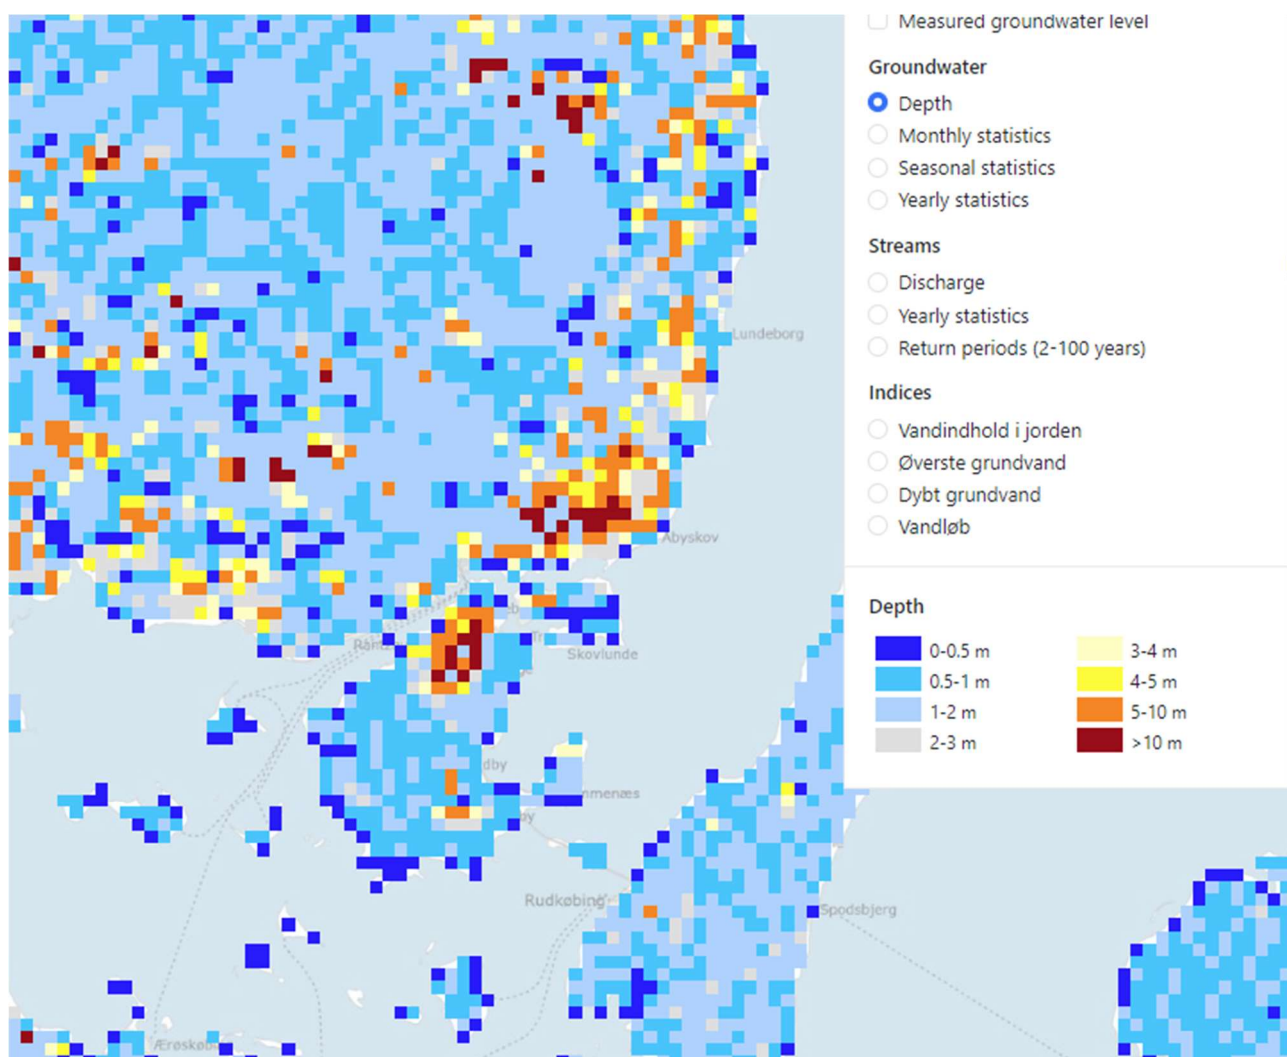 Measured groundwater level
Groundwater
Depth
Monthly statistics
Seasonal statistics
Yearly statistics
Streams
Discharge
Yearly statistics
Return periods (2-100 years)
Indices
Vandindhold i jorden
Øverste grundvand
Dybt grundvand
Vandløb
Depth
0-0.5 m
0.5-1 m
1-2 m
2-3 m
3-4 m
4-5 m
5-10 m
>10 m
Lundeborg
Åbyskov
Skovlunde
Rudkøbing
Spodsbjerg